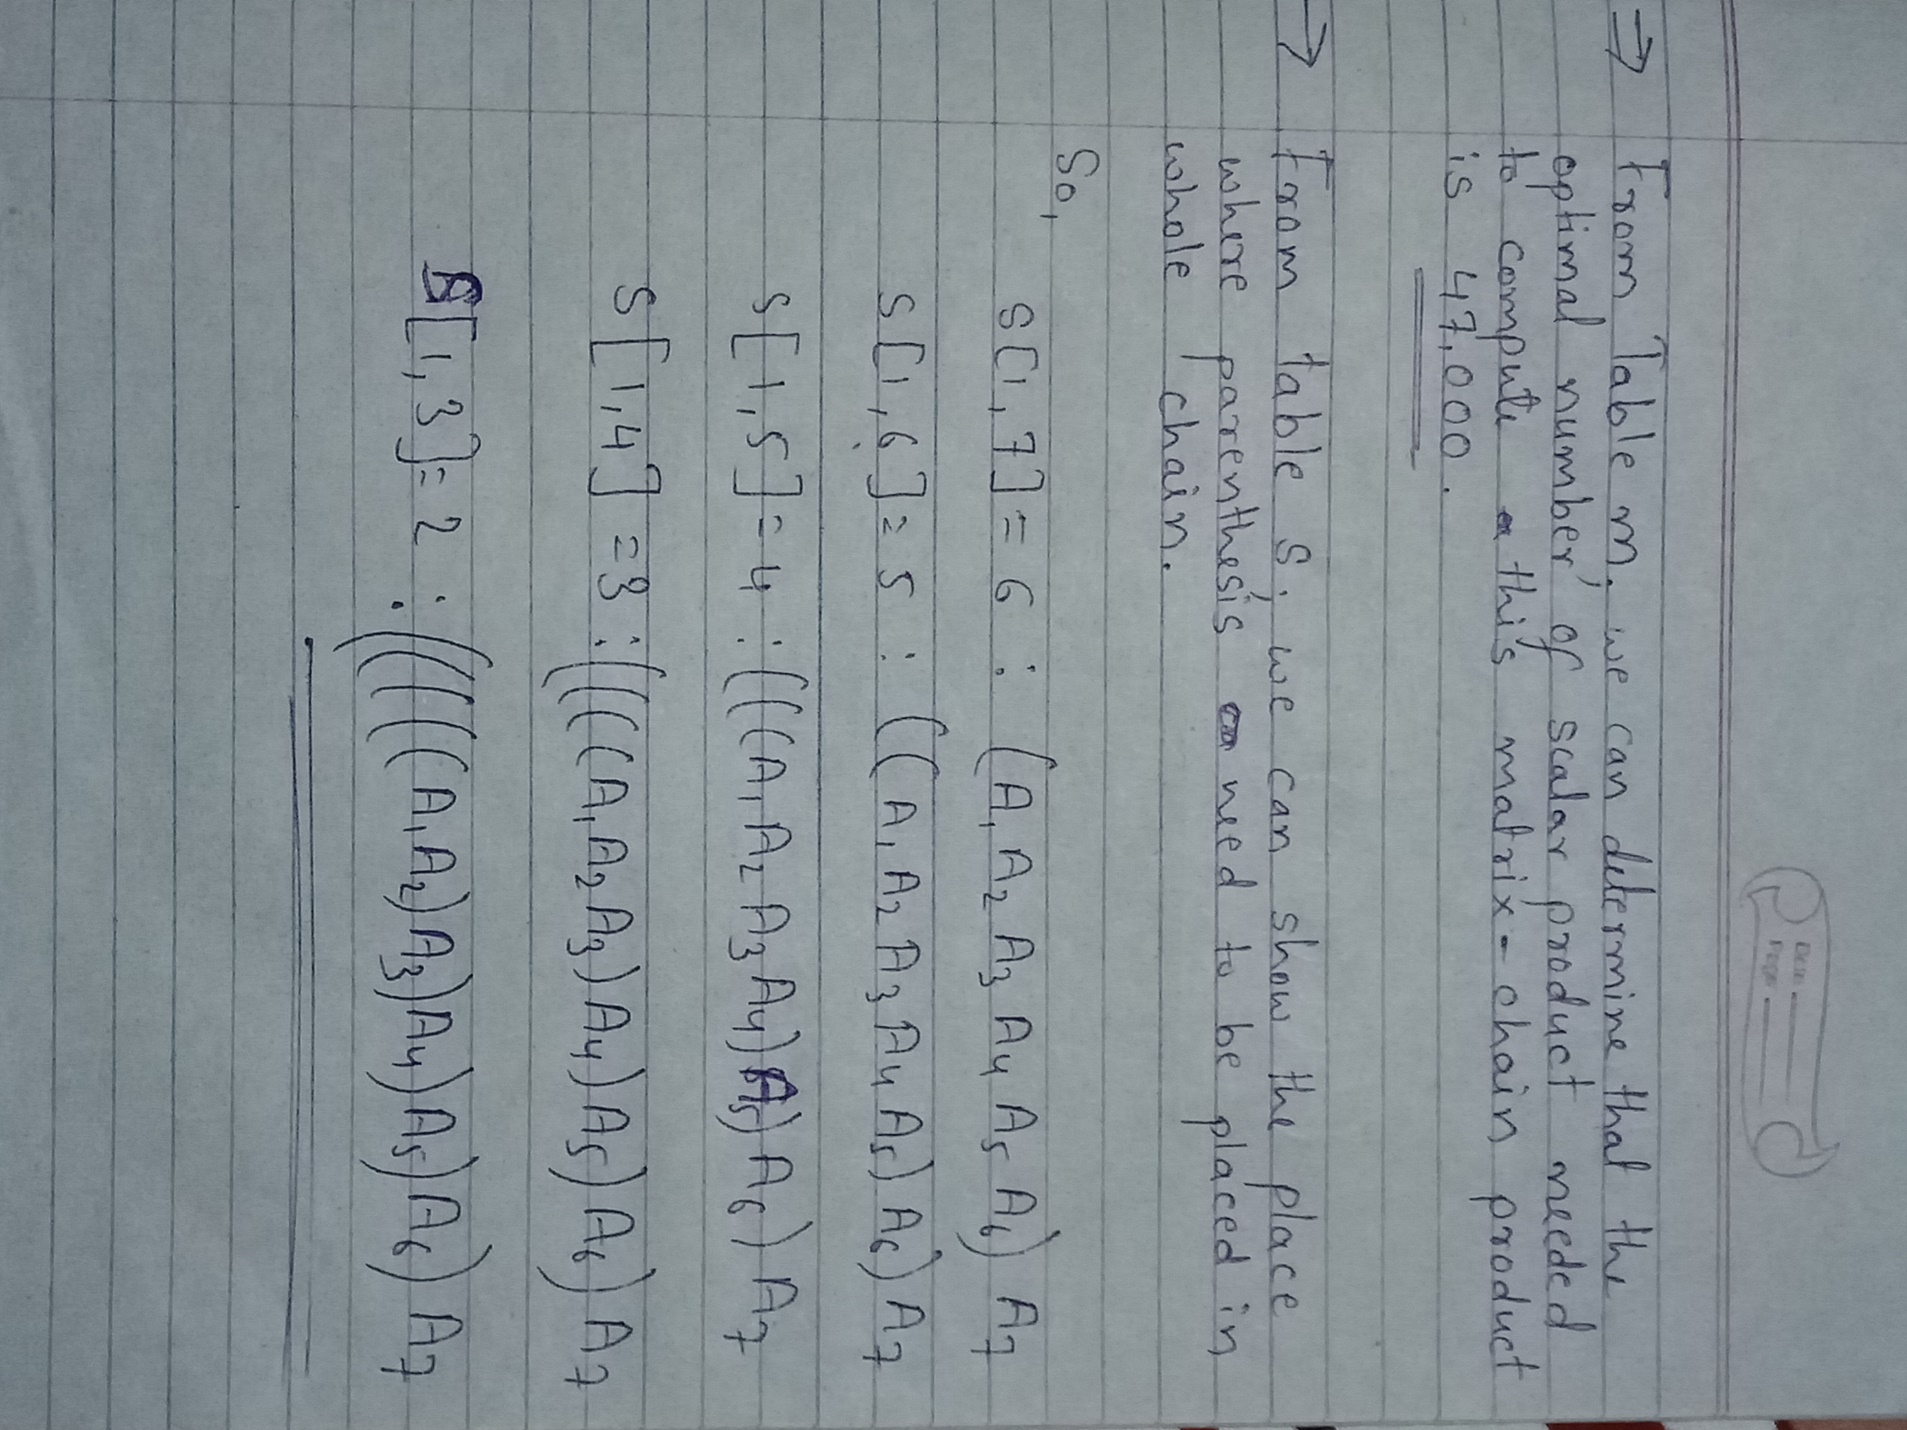 Date
Page
⇒ From Table m, we can determine that the
optimal number of scalar product needed
to compute this matrix-chain product
is 47,000.
→ From table S, we can show the place
where parenthesis need to be placed in
whole chain.
So,
S[1,7]=6 : (A1 A2 A3 A4 A5 A6) A7
S[1,6]=5 : ((A1 A2 A3 A4 A5) A6) A7
S[1,5]=4 : (((A1 A2 A3 A4) A5) A6) A7
S[1,4]=3 : ((((A1 A2 A3) A4) A5) A6) A7
S[1,3]=2 : (((((A1 A2) A3) A4) A5) A6) A7